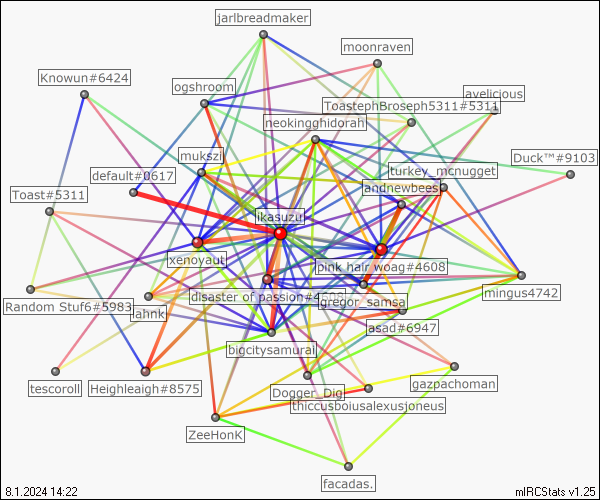 jarlbreadmaker
moonraven
Knowun#6424
ogshroom
avelicious
ToastephBroseph5311#5311
neokingghidorah
mukszi
Duck™#9103
default#0617
turkey_mcnugget
Toast#5311
andnewbees
ikasuzu
xenoyaut
pink hair woag#4608
mingus4742
disaster of passion#4608
Random Stuf6#5983
iahnki
gregor_samsa
asad#6947
bigcitysamurai
tescoroll
Heighleaigh#8575
Dogger_Dig
gazpachoman
thiccusboiusalexusjoneus
ZeeHonK
facadas.
8.1.2024 14:22
mIRCStats v1.25